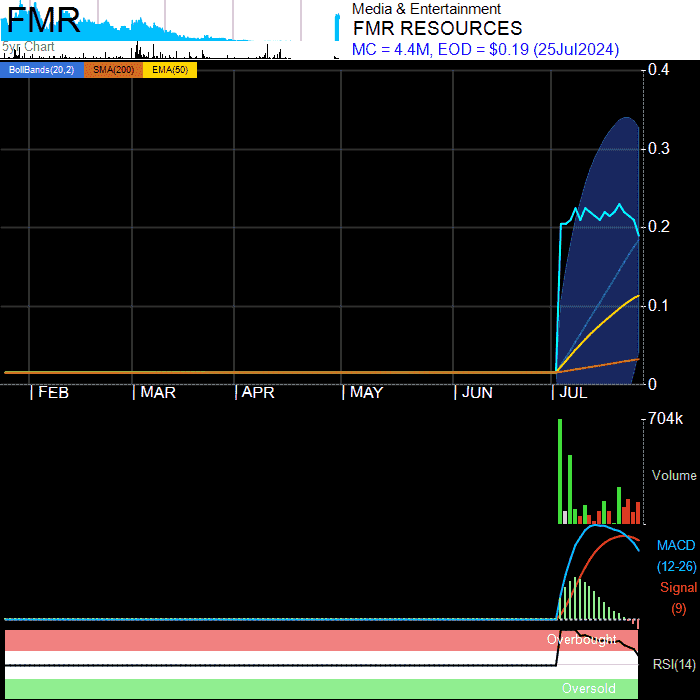 FMR
5yr Chart
Media & Entertainment
FMR RESOURCES
MC = 4.4M, EOD = $0.19 (25Jul2024)
BollBands(20,2) SMA(200) EMA(50)
0.4
0.3
0.2
0.1
0
FEB MAR APR MAY JUN JUL
704k
Volume
MACD
(12-26)
Signal
(9)
Overbought
RSI(14)
Oversold